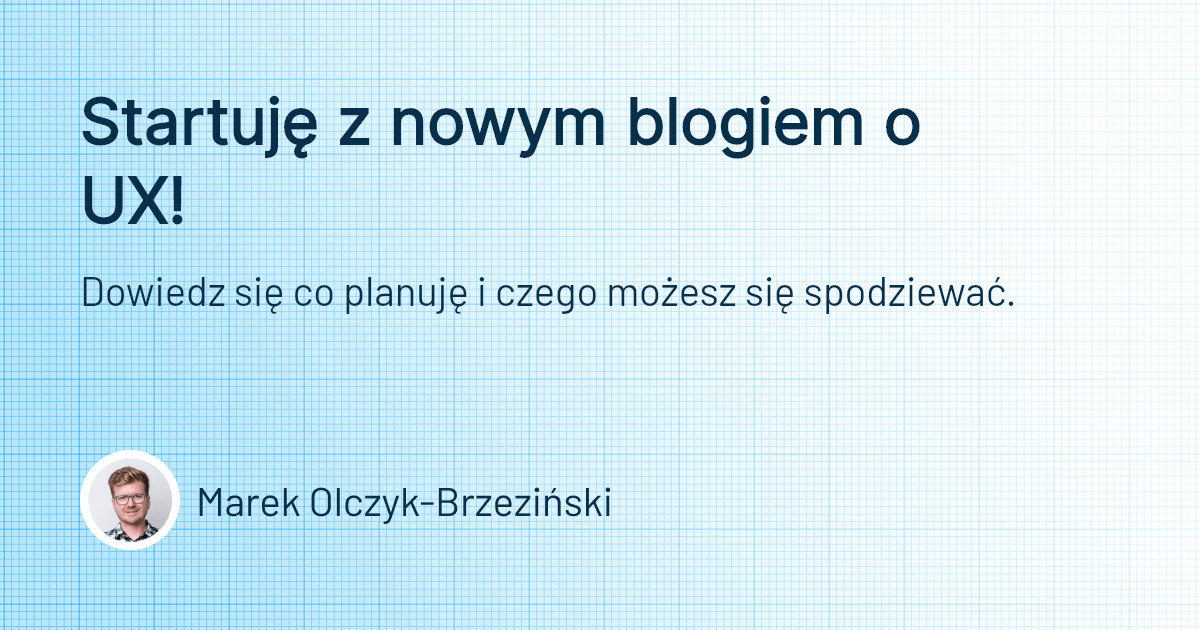 Startuję z nowym blogiem o
UX!
Dowiedz się co planuję i czego możesz się spodziewać.
Marek Olczyk-Brzeziński